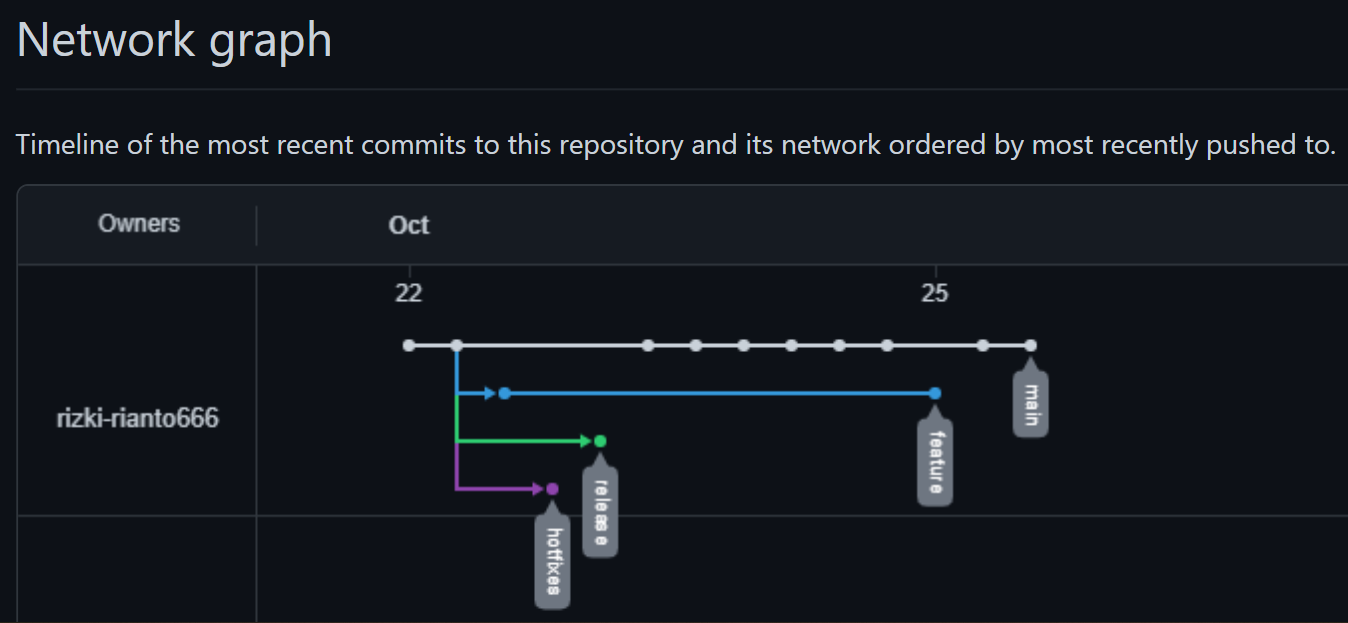 Network graph
Timeline of the most recent commits to this repository and its network ordered by most recently pushed to.
Owners
Oct
22
25
rizki-rianto666
main
feature
release
hotfixes